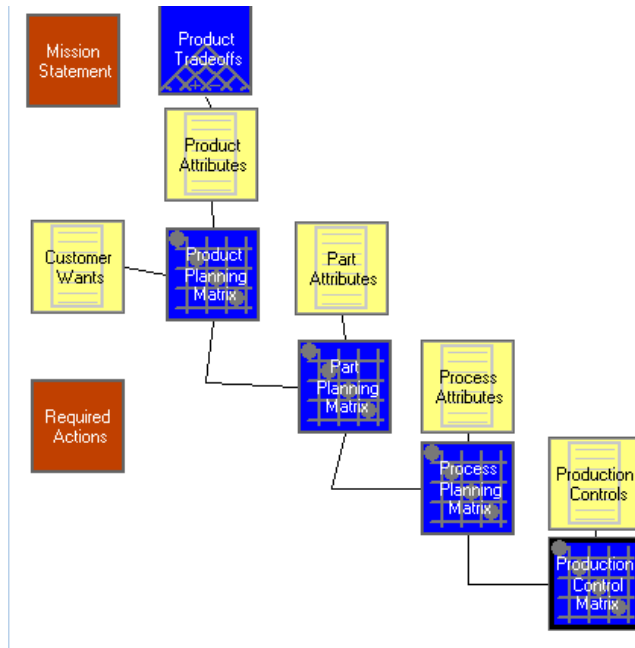 Mission
Statement
Product
Tradeoffs
Product
Attributes
Customer
Wants
Product
Planning
Matrix
Part
Attributes
Part
Planning
Matrix
Process
Attributes
Required
Actions
Process
Planning
Matrix
Production
Controls
Production
Control
Matrix